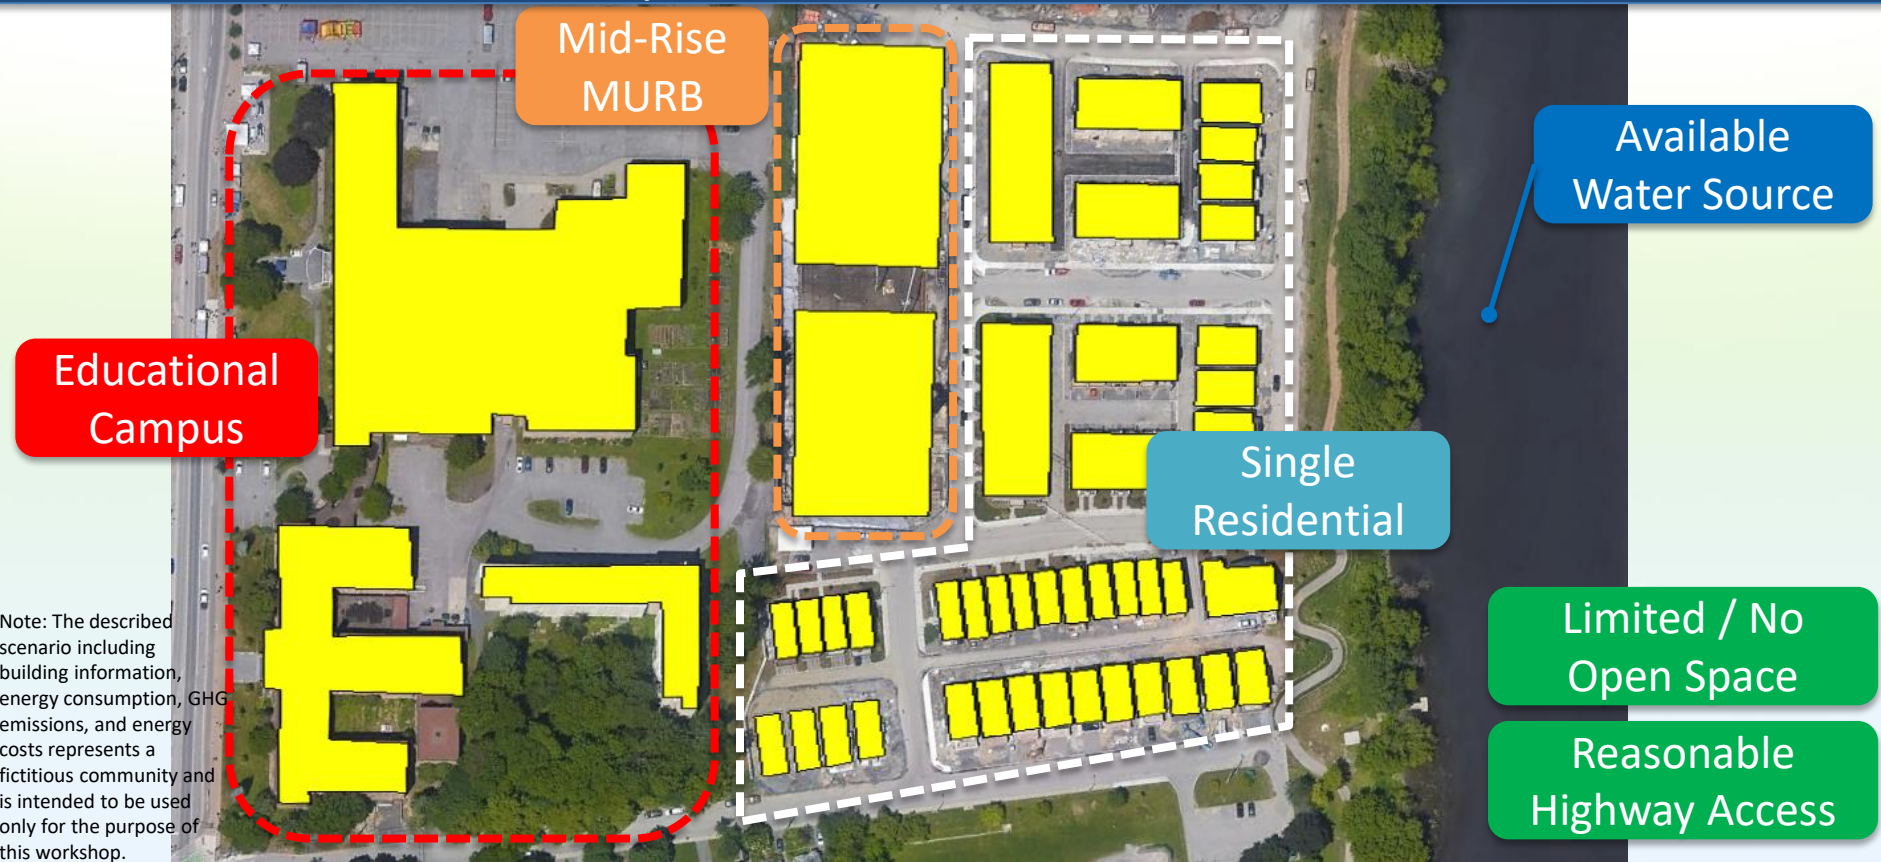 Mid-Rise
MURB
Available
Water Source
Educational
Campus
Single
Residential
Limited / No
Open Space
Reasonable
Highway Access
Note: The described
scenario including
building information,
energy consumption, GHG
emissions, and energy
costs represents a
fictitious community and
is intended to be used
only for the purpose of
this workshop.